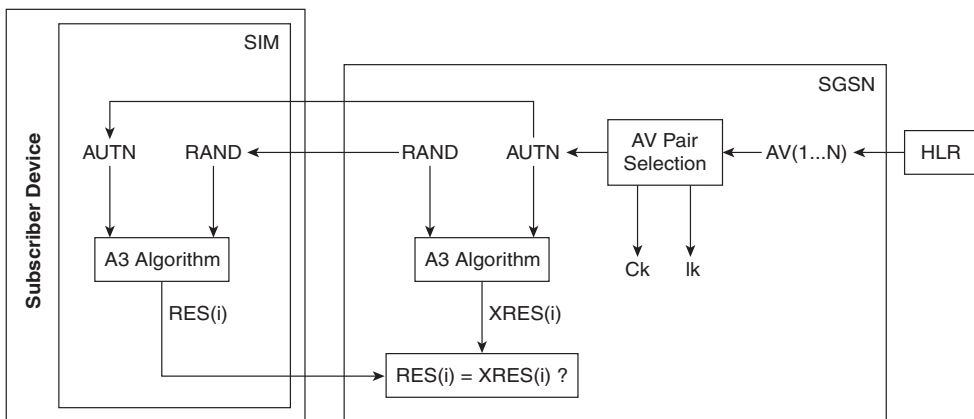 SIM
SGSN
Subscriber Device
AUTN
RAND
RAND
AUTN
AV Pair
Selection
AV(1...N)
HLR
A3 Algorithm
A3 Algorithm
Ck
Ik
RES(i)
XRES(i)
RES(i) = XRES(i) ?